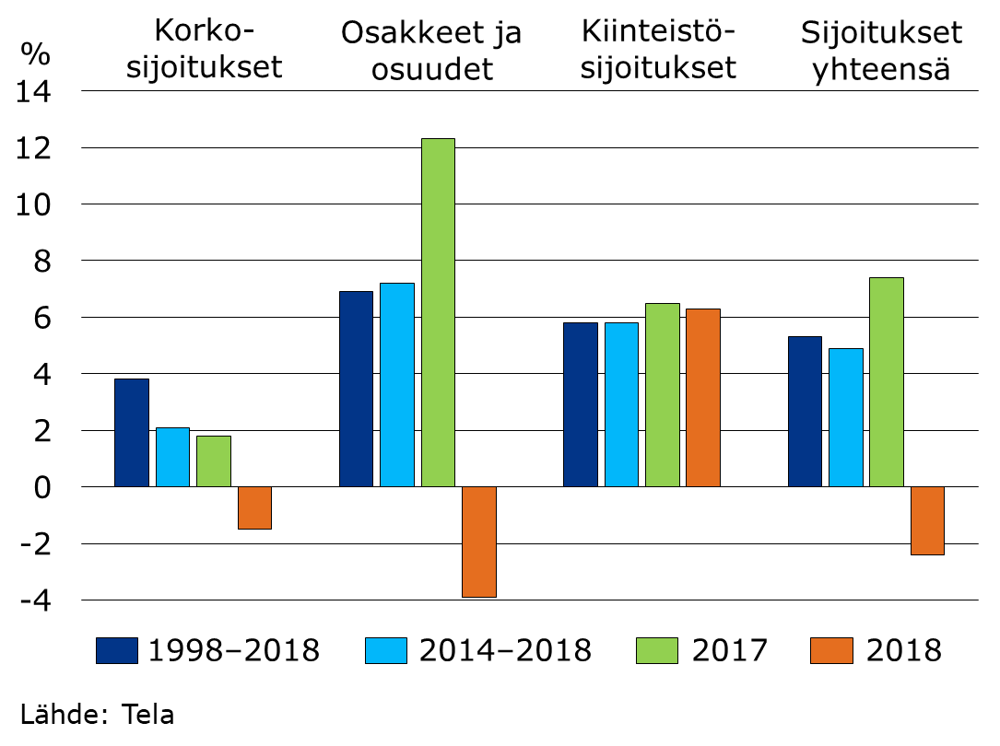 Korko-
sijoitukset
Osakkeet ja
osuudet
Kiinteistö-
sijoitukset
Sijoitukset
yhteensä
%
14
12
10
8
6
4
2
0
-2
-4
1998–2018
2014–2018
2017
2018
Lähde: Tela